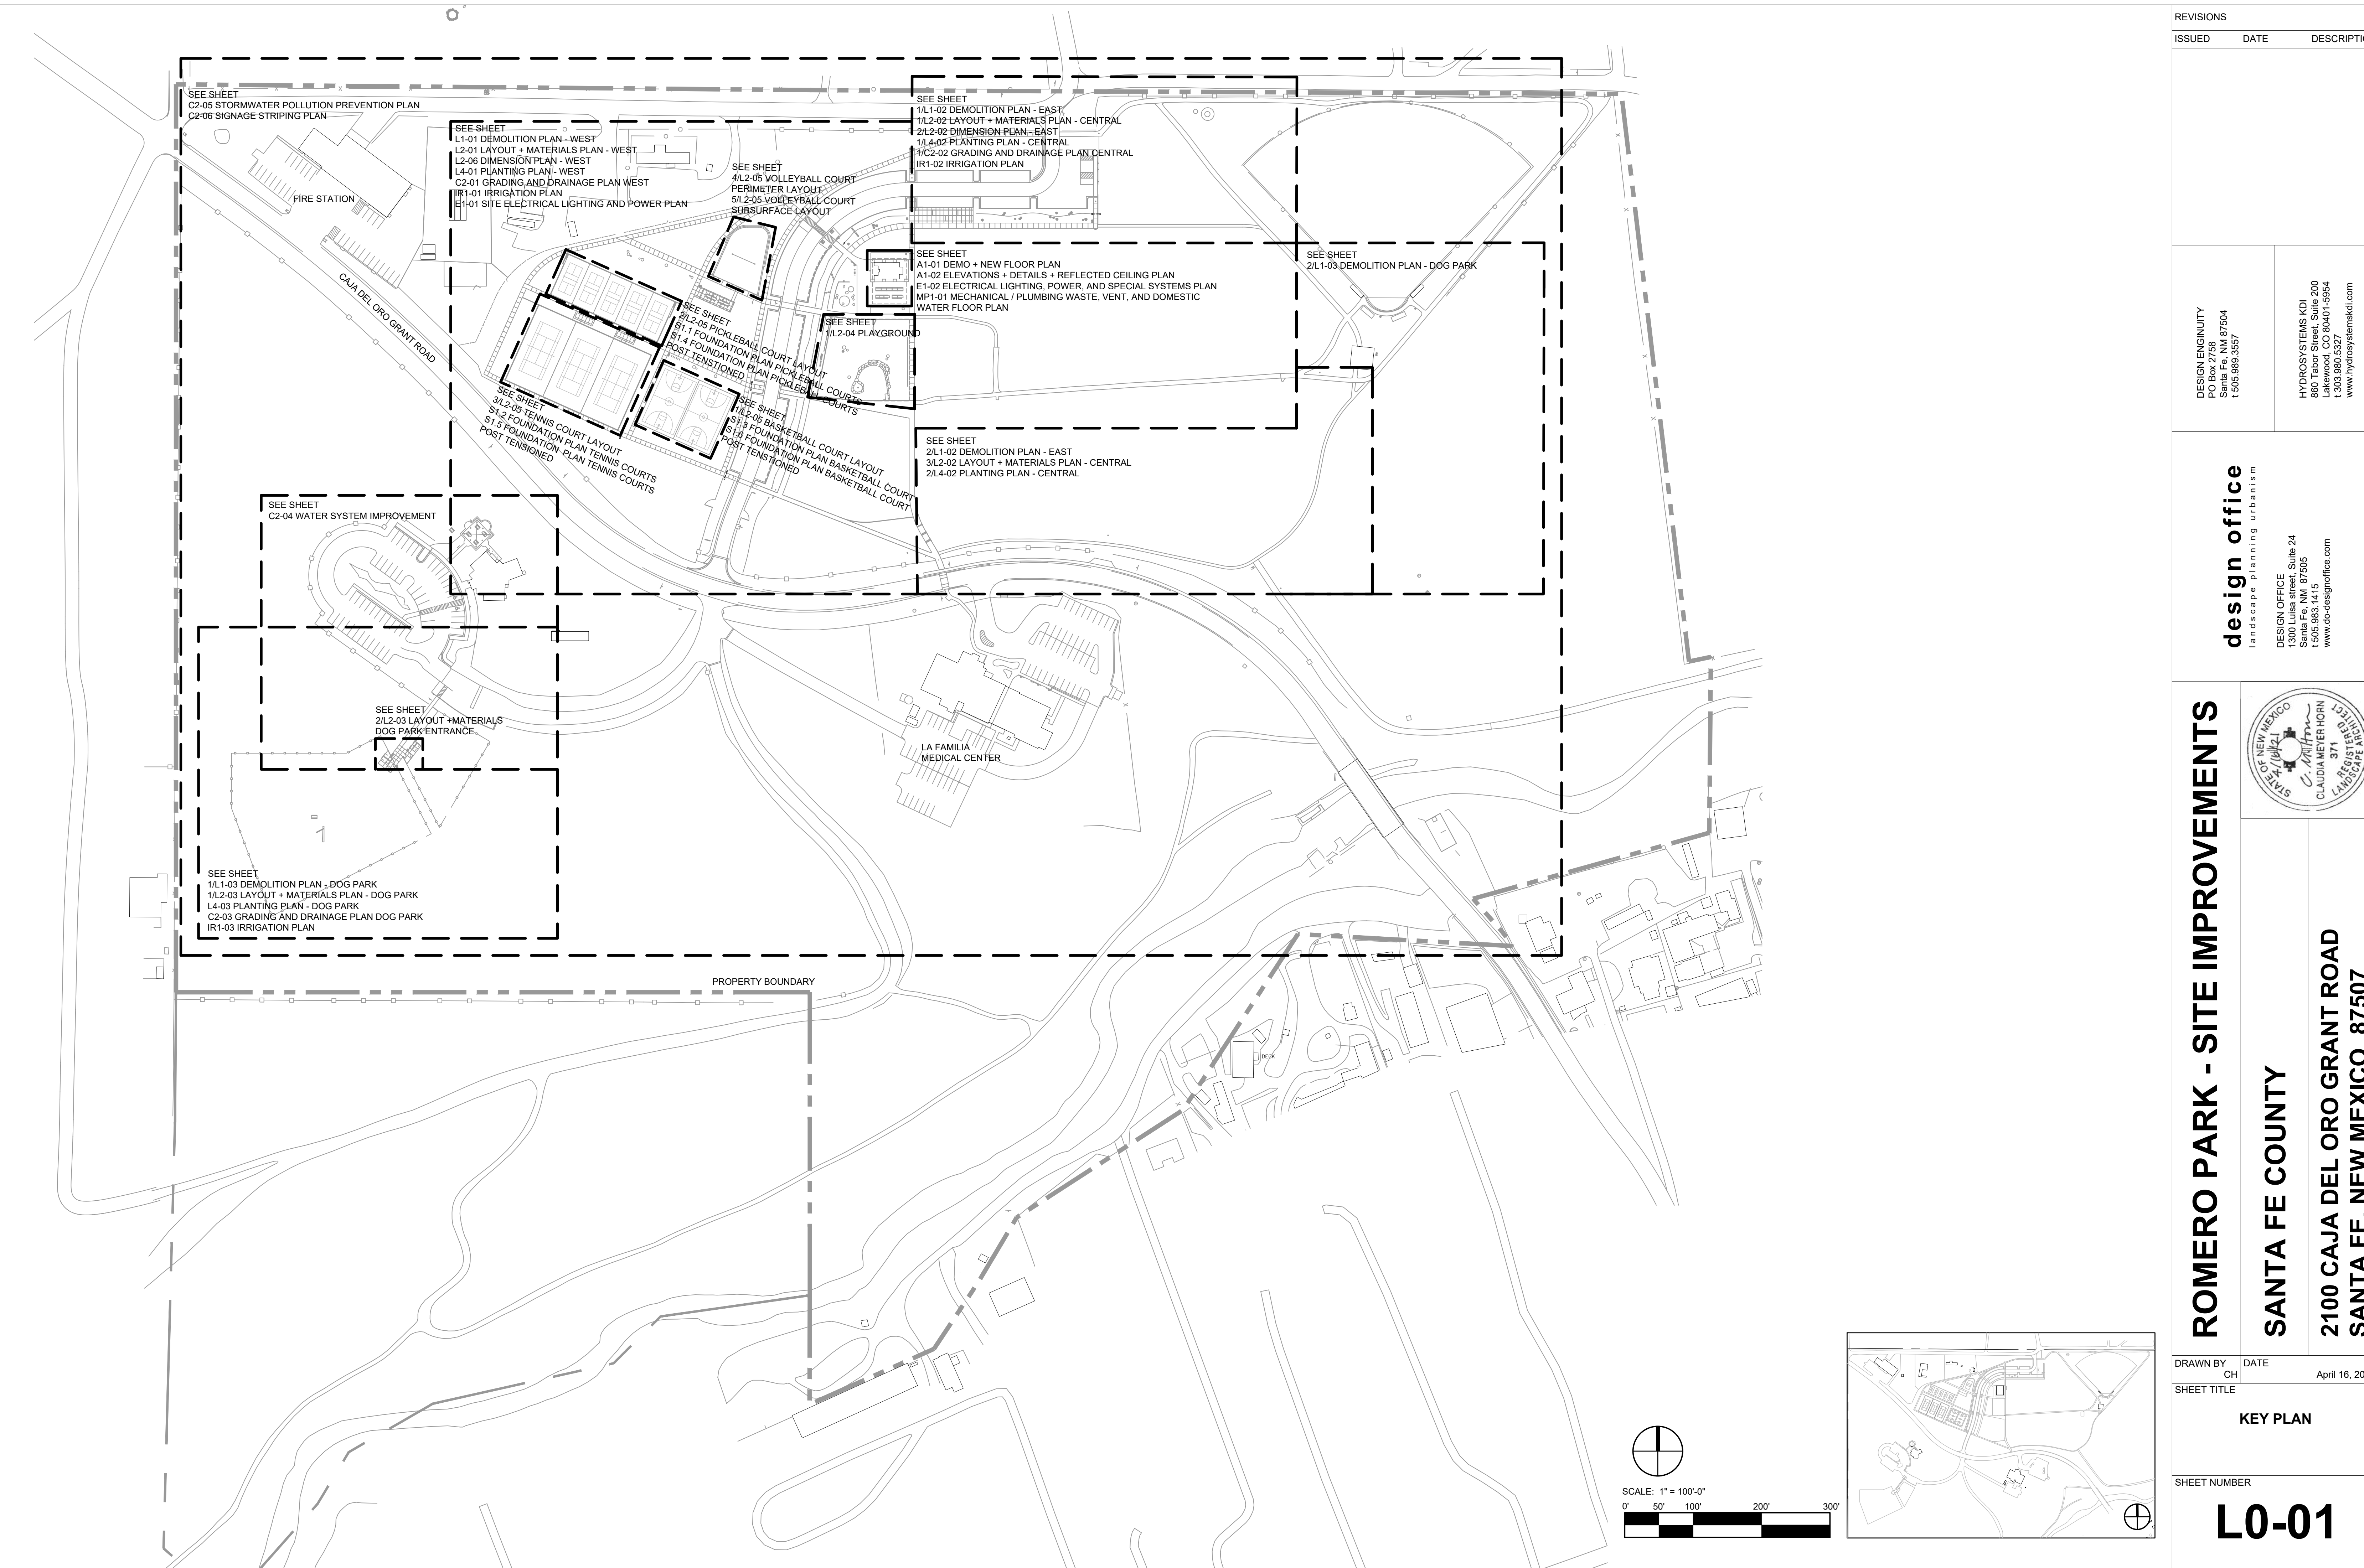 SEE SHEET
C2-05 STORMWATER POLLUTION PREVENTION PLAN
C2-06 SIGNAGE STRIPING PLAN
SEE SHEET
L1-01 DEMOLITION PLAN - WEST
L2-01 LAYOUT + MATERIALS PLAN - WEST
L2-06 DIMENSION PLAN - WEST
L4-01 PLANTING PLAN - WEST
C2-01 GRADING AND DRAINAGE PLAN WEST
IR1-01 IRRIGATION PLAN
E1-01 SITE ELECTRICAL LIGHTING AND POWER PLAN
SEE SHEET
4/L2-05 VOLLEYBALL COURT
PERIMETER LAYOUT
5/L2-05 VOLLEYBALL COURT
SUBSURFACE LAYOUT
SEE SHEET
1/L1-02 DEMOLITION PLAN - EAST
1/L2-02 LAYOUT + MATERIALS PLAN - CENTRAL
2/L2-02 DIMENSION PLAN - EAST
1/L4-02 PLANTING PLAN - CENTRAL
1/C2-02 GRADING AND DRAINAGE PLAN CENTRAL
IR1-02 IRRIGATION PLAN
FIRE STATION
CAJA DEL ORO GRANT ROAD
SEE SHEET
A1-01 DEMO + NEW FLOOR PLAN
A1-02 ELEVATIONS + DETAILS + REFLECTED CEILING PLAN
E1-02 ELECTRICAL LIGHTING, POWER, AND SPECIAL SYSTEMS PLAN
MP1-01 MECHANICAL / PLUMBING WASTE, VENT, AND DOMESTIC
WATER FLOOR PLAN
SEE SHEET
2/L1-03 DEMOLITION PLAN - DOG PARK
SEE SHEET
1/L2-04 PLAYGROUND
SEE SHEET
2/L2-05 PICKLEBALL COURT LAYOUT
S1.1 FOUNDATION PLAN PICKLEBALL COURTS
S1.4 FOUNDATION PLAN PICKLEBALL COURTS
POST TENSTIONED
SEE SHEET
3/L2-05 TENNIS COURT LAYOUT
S1.2 FOUNDATION PLAN TENNIS COURTS
S1.5 FOUNDATION PLAN TENNIS COURTS
POST TENSIONED
SEE SHEET
1/L2-05 BASKETBALL COURT LAYOUT
S1.3 FOUNDATION PLAN BASKETBALL COURT
S1.6 FOUNDATION PLAN BASKETBALL COURT
POST TENSTIONED
SEE SHEET
2/L1-02 DEMOLITION PLAN - EAST
3/L2-02 LAYOUT + MATERIALS PLAN - CENTRAL
2/L4-02 PLANTING PLAN - CENTRAL
SEE SHEET
C2-04 WATER SYSTEM IMPROVEMENT
SEE SHEET
2/L2-03 LAYOUT +MATERIALS
DOG PARK ENTRANCE
LA FAMILIA
MEDICAL CENTER
SEE SHEET
1/L1-03 DEMOLITION PLAN - DOG PARK
1/L2-03 LAYOUT + MATERIALS PLAN - DOG PARK
L4-03 PLANTING PLAN - DOG PARK
C2-03 GRADING AND DRAINAGE PLAN DOG PARK
IR1-03 IRRIGATION PLAN
PROPERTY BOUNDARY
DECK
SCALE: 1" = 100'-0"
0' 50' 100' 200' 300'
REVISIONS
ISSUED DATE DESCRIPTI
DESIGN ENGINUITY
PO Box 2758
Santa Fe, NM 87504
t 505.989.3557
HYDROSYSTEMS KDI
860 Tabor Street, Suite 200
Lakewood, CO 80401-5954
t 303.980.5327
www.hydrosystemskdi.com
design office
landscape planning urbanism
DESIGN OFFICE
1300 Luisa street, Suite 24
Santa Fe, NM 87505
t 505.983.1415
www.do-designoffice.com
STATE OF NEW MEXICO
4/16/21
CLAUDIA MEYER HORN
371
REGISTERED
LANDSCAPE ARCHITECT
ROMERO PARK - SITE IMPROVEMENTS
SANTA FE COUNTY
2100 CAJA DEL ORO GRANT ROAD
SANTA FE, NEW MEXICO 87507
DRAWN BY
CH
DATE
April 16, 20
SHEET TITLE
KEY PLAN
SHEET NUMBER
L0-01